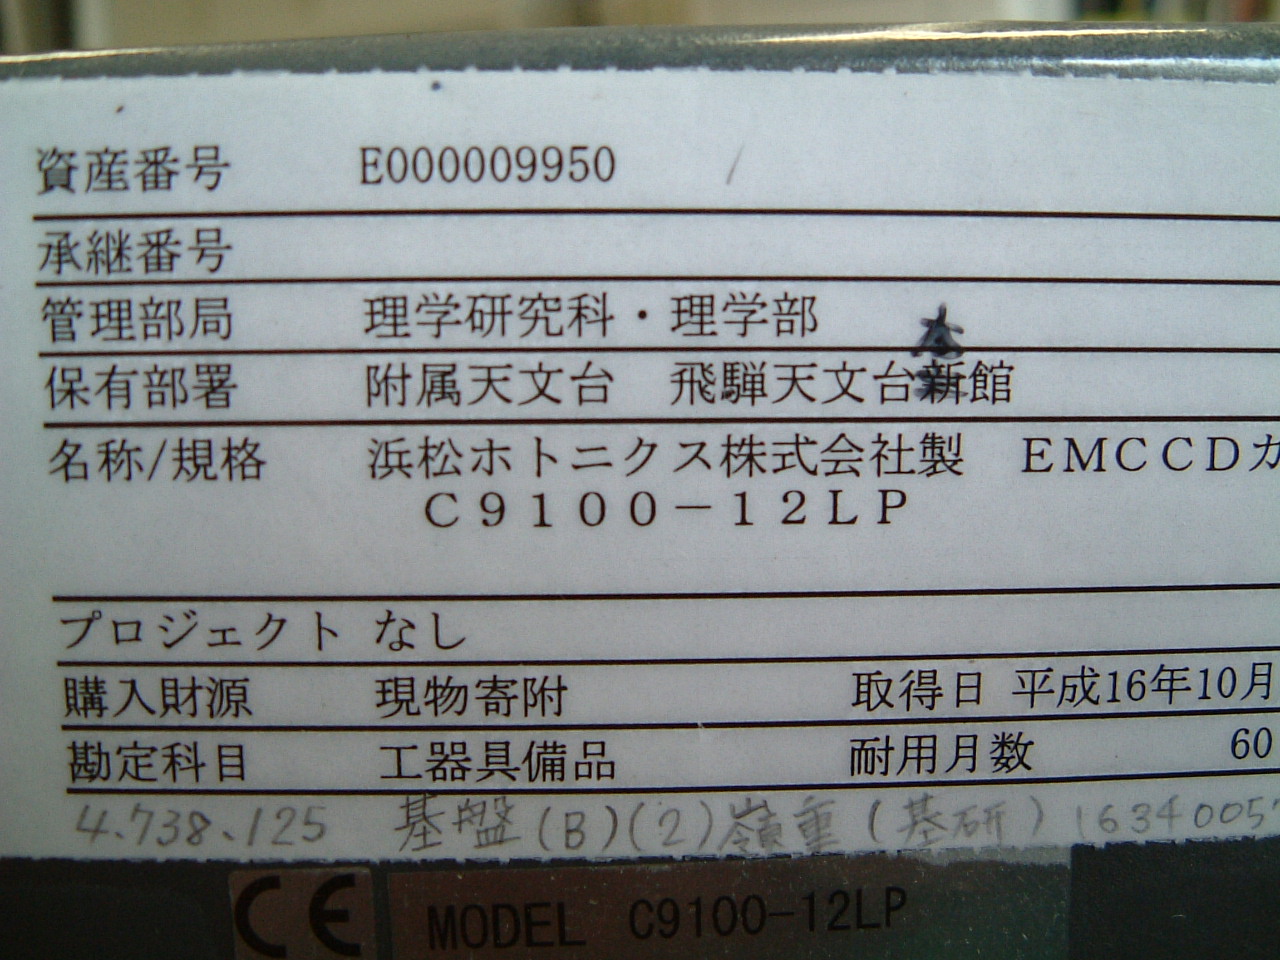 資産番号 E000009950
承継番号
管理部局 理学研究科・理学部
本
保有部署 附属天文台 飛騨天文台新館
名称/規格 浜松ホトニクス株式会社製 EMCCDカ
C9100-12LP
プロジェクト なし
購入財源 現物寄附 取得日 平成16年10月
勘定科目 工器具備品 耐用月数 60
4.738.125 基盤(B)(2)嶺重(基研) 1634005
CE MODEL C9100-12LP